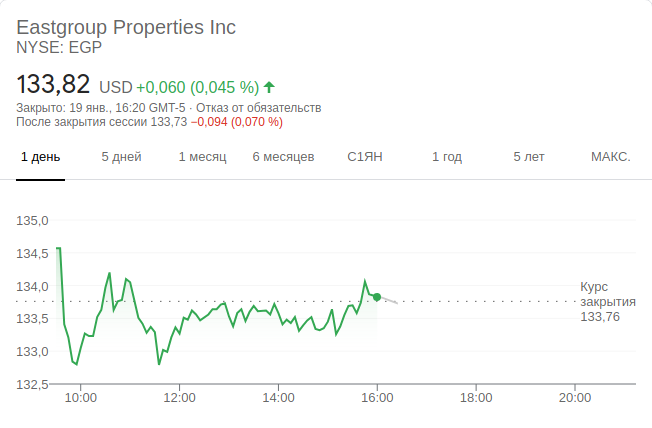 Eastgroup Properties Inc
NYSE: EGP
133,82 USD +0,060 (0,045 %)
Закрыто: 19 янв., 16:20 GMT-5 · Отказ от обязательств
После закрытия сессии 133,73 −0,094 (0,070 %)
1 день 5 дней 1 месяц 6 месяцев С1ЯН 1 год 5 лет МАКС.
135,0
134,5
134,0
133,5
133,0
132,5
Курс
закрытия
133,76
10:00 12:00 14:00 16:00 18:00 20:00